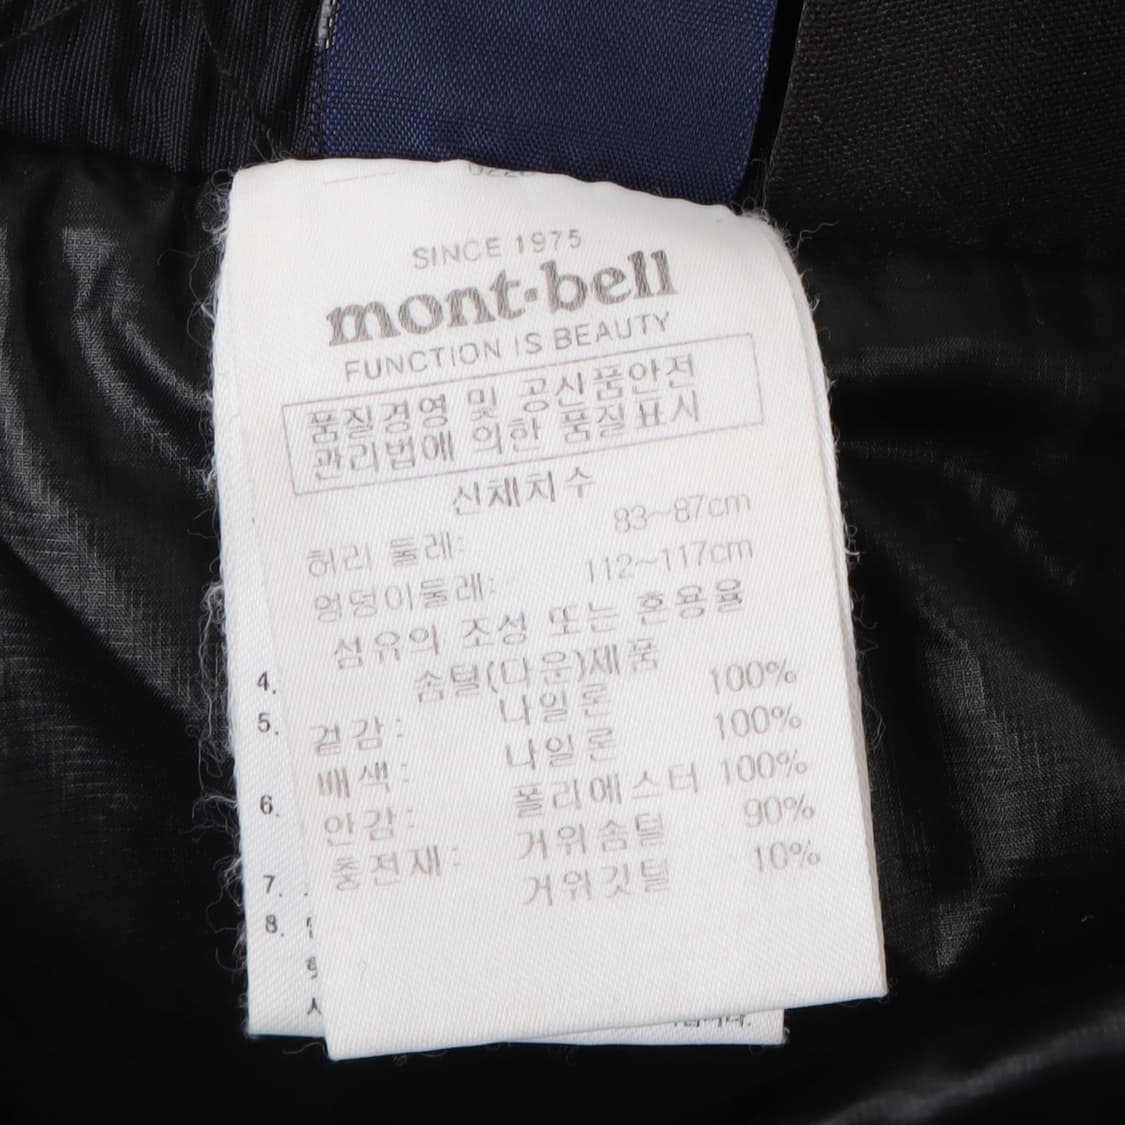 SINCE 1975
mont-bell
FUNCTION IS BEAUTY
품질경영 및 공산품안전
관리법에 의한 품질표시
신체치수
허리 둘레: 83~87cm
엉덩이둘레: 112~117cm
섬유의 조성 또는 혼용율
솜털(다운)제품
겉감: 나일론 100%
배색: 나일론 100%
안감: 폴리에스터 100%
충전재: 거위솜털 90%
거위깃털 10%
4.
5.
6.
7.
8.